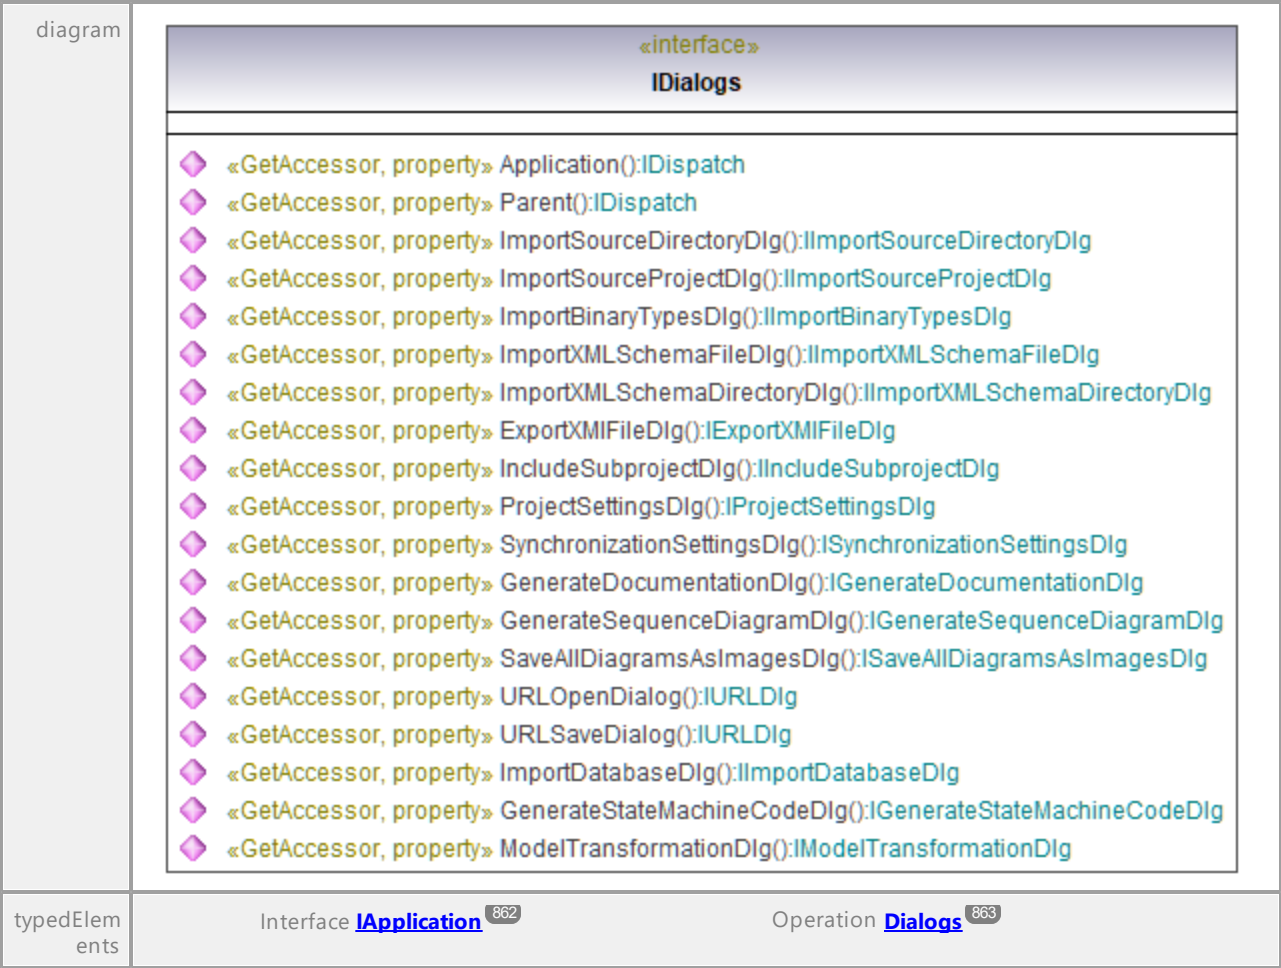 diagram
«interface»
IDialogs
«GetAccessor, property» Application():IDispatch
«GetAccessor, property» Parent():IDispatch
«GetAccessor, property» ImportSourceDirectoryDlg():IImportSourceDirectoryDlg
«GetAccessor, property» ImportSourceProjectDlg():IImportSourceProjectDlg
«GetAccessor, property» ImportBinaryTypesDlg():IImportBinaryTypesDlg
«GetAccessor, property» ImportXMLSchemaFileDlg():IImportXMLSchemaFileDlg
«GetAccessor, property» ImportXMLSchemaDirectoryDlg():IImportXMLSchemaDirectoryDlg
«GetAccessor, property» ExportXMIFileDlg():IExportXMIFileDlg
«GetAccessor, property» IncludeSubprojectDlg():IIncludeSubprojectDlg
«GetAccessor, property» ProjectSettingsDlg():IProjectSettingsDlg
«GetAccessor, property» SynchronizationSettingsDlg():ISynchronizationSettingsDlg
«GetAccessor, property» GenerateDocumentationDlg():IGenerateDocumentationDlg
«GetAccessor, property» GenerateSequenceDiagramDlg():IGenerateSequenceDiagramDlg
«GetAccessor, property» SaveAllDiagramsAsImagesDlg():ISaveAllDiagramsAsImagesDlg
«GetAccessor, property» URLOpenDialog():IURLDlg
«GetAccessor, property» URLSaveDialog():IURLDlg
«GetAccessor, property» ImportDatabaseDlg():IImportDatabaseDlg
«GetAccessor, property» GenerateStateMachineCodeDlg():IGenerateStateMachineCodeDlg
«GetAccessor, property» ModelTransformationDlg():IModelTransformationDlg
typedElem
ents
Interface IApplication 862
Operation Dialogs 863